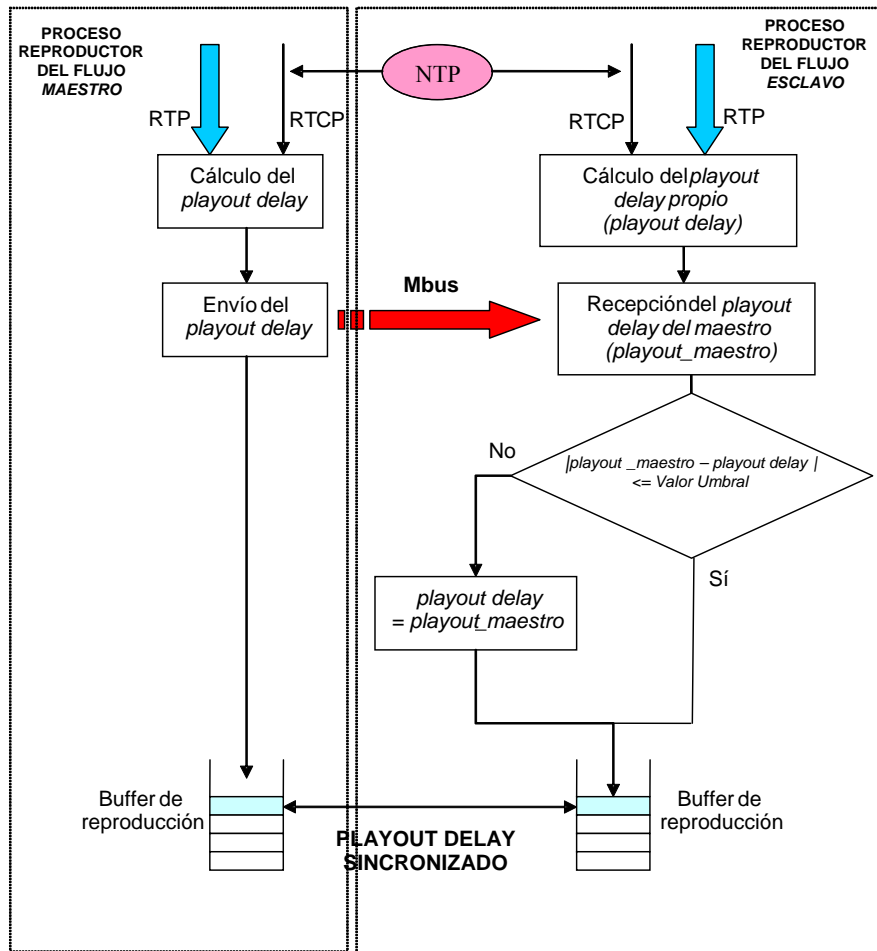 PROCESO
REPRODUCTOR
DEL FLUJO
MAESTRO
NTP
PROCESO
REPRODUCTOR
DEL FLUJO
ESCLAVO
RTP
RTCP
RTCP
RTP
Cálculo del
playout delay
Cálculo del playout
delay propio
(playout delay)
Envío del
playout delay
Mbus
Recepción del playout
delay del maestro
(playout_maestro)
No
|playout _maestro – playout delay |
<= Valor Umbral
Sí
playout delay
= playout_maestro
Buffer de
reproducción
Buffer de
reproducción
PLAYOUT DELAY
SINCRONIZADO